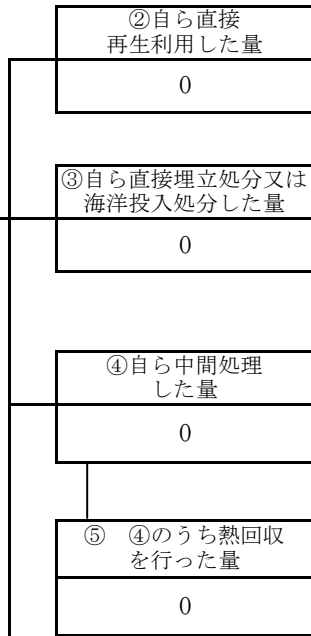 ②自ら直接
再生利用した量
0
③自ら直接埋立処分又は
海洋投入処分した量
0
④自ら中間処理
した量
0
⑤　④のうち熱回収
を行った量
0